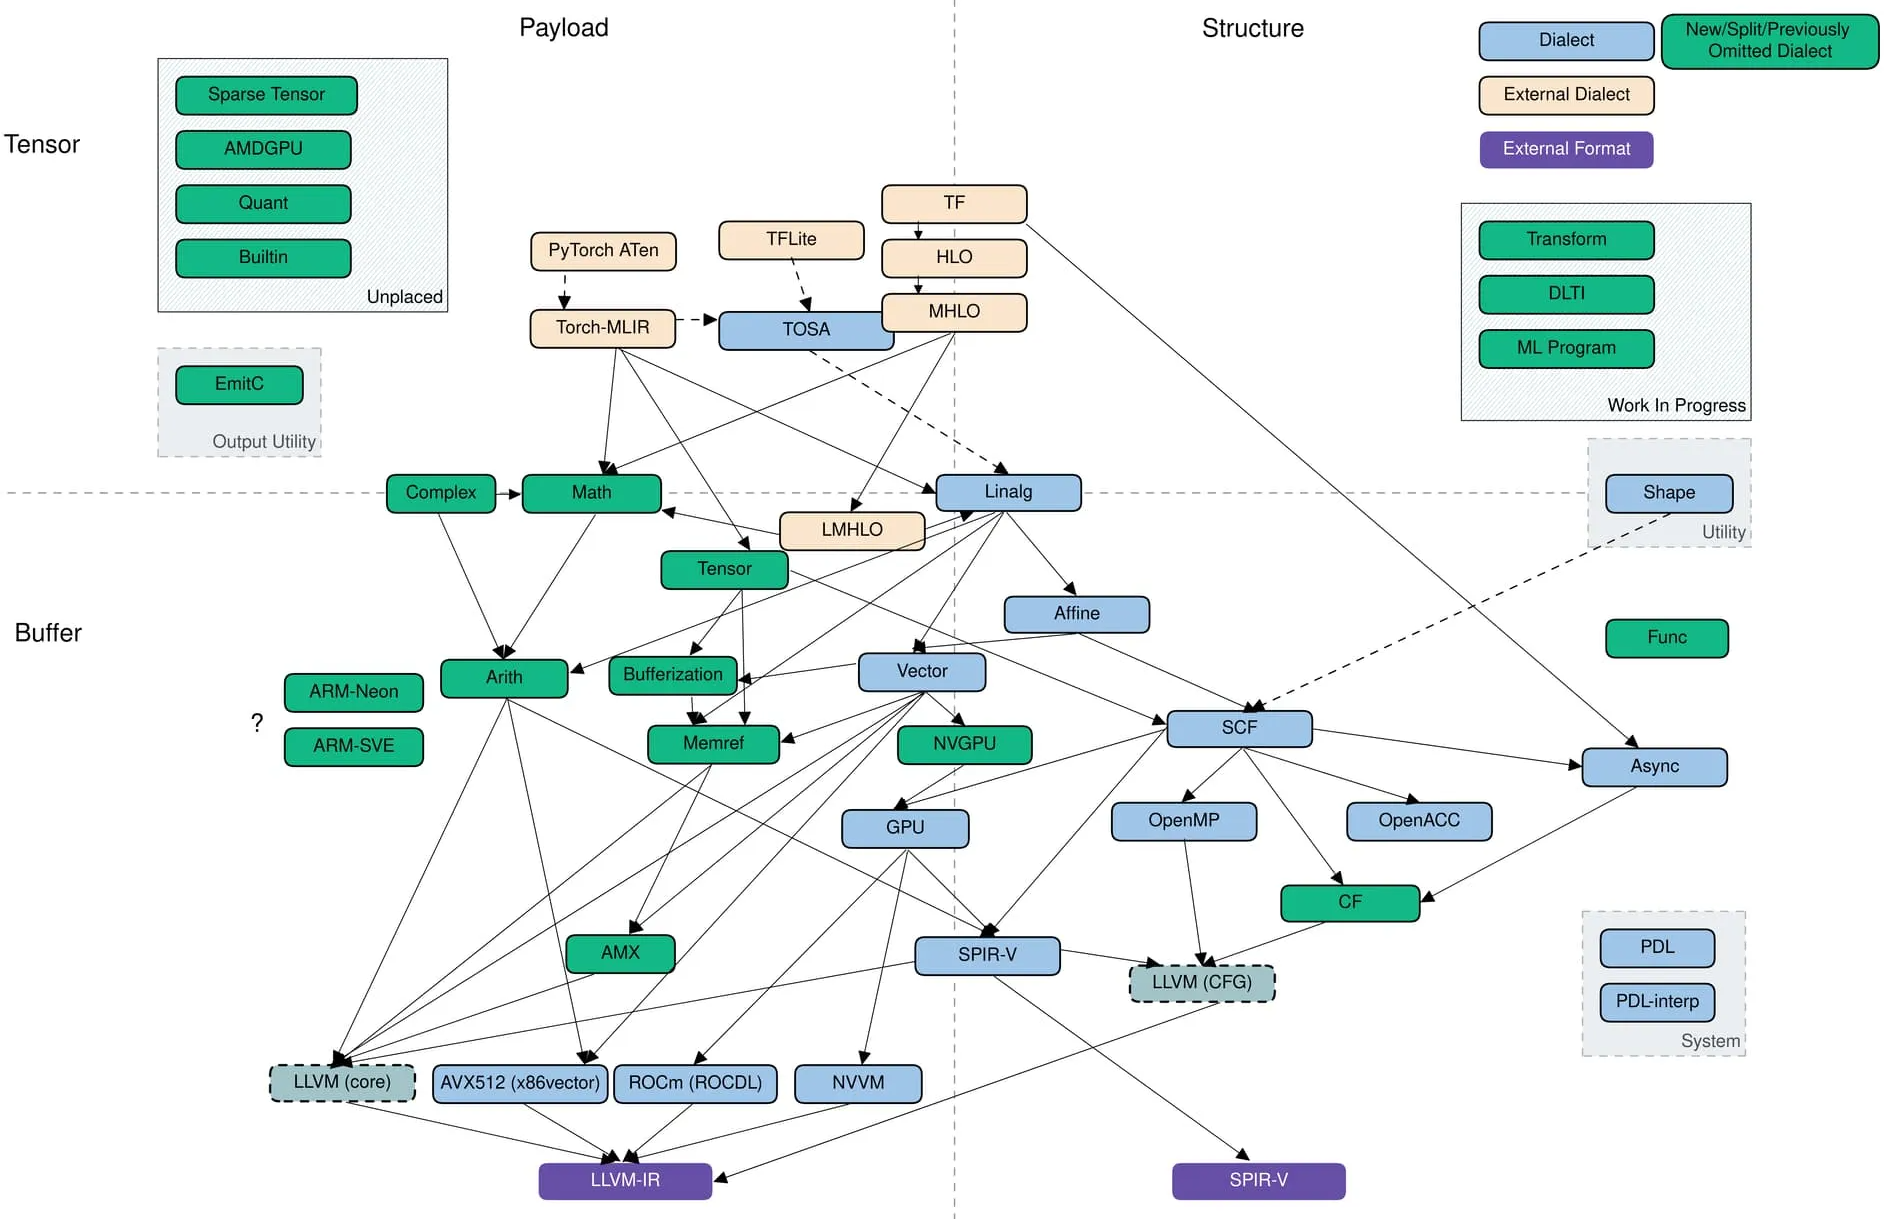 Payload
Structure
Dialect
New/Split/Previously
Omitted Dialect
External Dialect
External Format
Tensor
Sparse Tensor
AMDGPU
Quant
Builtin
Unplaced
EmitC
Output Utility
TF
TFLite
HLO
PyTorch ATen
MHLO
Torch-MLIR
TOSA
Transform
DLTI
ML Program
Work In Progress
Complex
Math
Linalg
LMHLO
Shape
Utility
Tensor
Affine
Buffer
Func
Arith
Bufferization
Vector
ARM-Neon
?
ARM-SVE
Memref
NVGPU
SCF
Async
GPU
OpenMP
OpenACC
CF
AMX
SPIR-V
LLVM (CFG)
PDL
PDL-interp
System
LLVM (core)
AVX512 (x86vector)
ROCm (ROCDL)
NVVM
LLVM-IR
SPIR-V